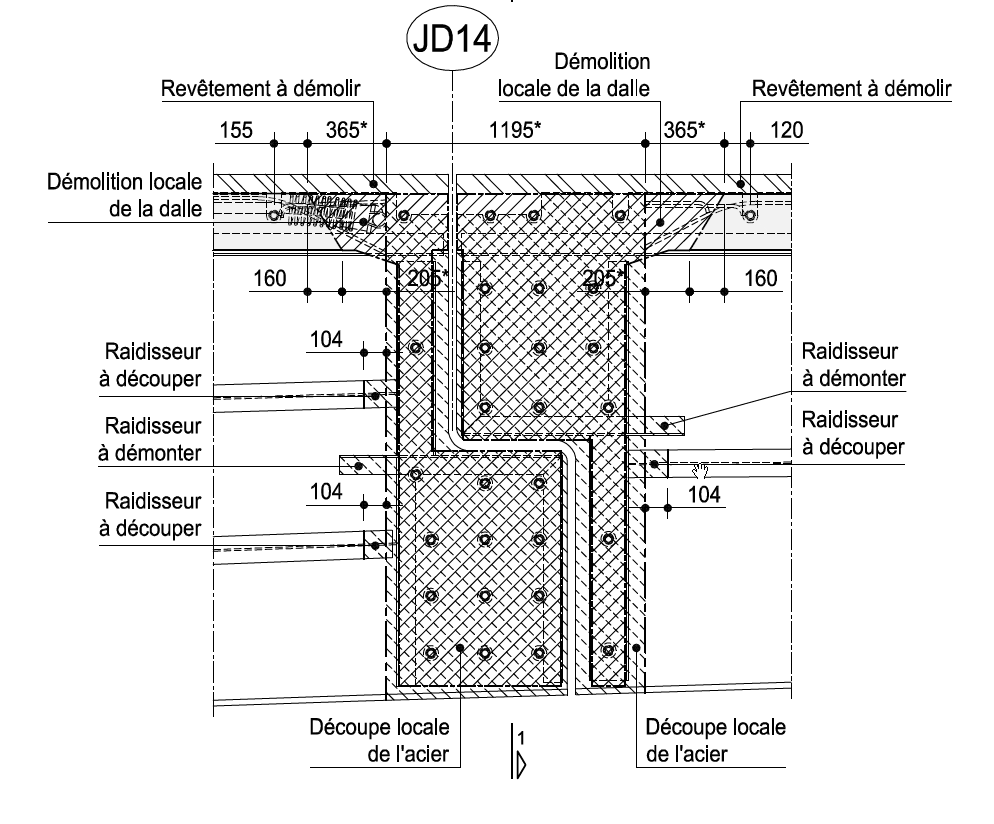 JD14
Démolition
locale de la dalle
Revêtement à démolir
Revêtement à démolir
155
365*
1195*
365*
120
Démolition locale
de la dalle
160
205*
205*
160
104
Raidisseur
à découper
Raidisseur
à démonter
Raidisseur
à démonter
Raidisseur
à découper
104
104
Raidisseur
à découper
Découpe locale
de l'acier
1
Découpe locale
de l'acier